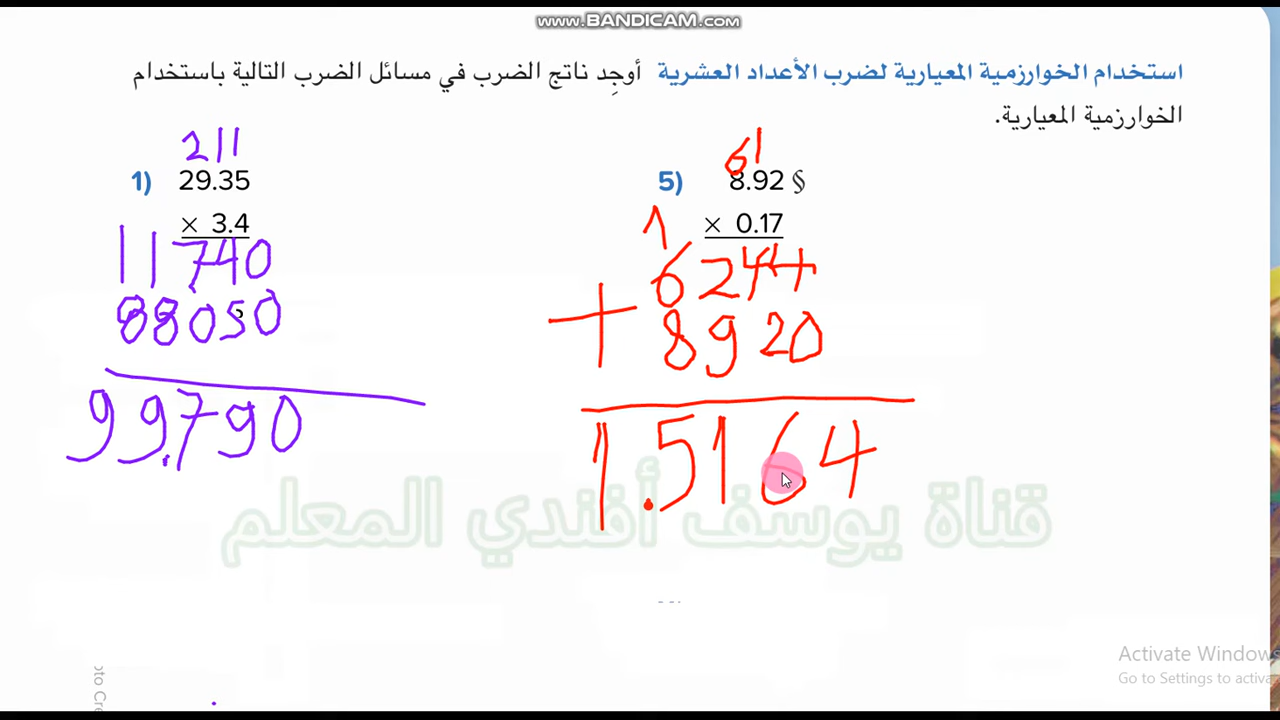 WWW.BANDICAM.COM
استخدام الخوارزمية المعيارية لضرب الأعداد العشرية أوجِد ناتج الضرب في مسائل الضرب التالية باستخدام
الخوارزمية المعيارية.
211
1) 29.35
× 3.4
11740
88050
99.790
61
5) 8.92 §
× 0.17
1
6244
+ 8920
1.5164
قناة يوسف أفندي المعلم
Activate Windows
Go to Settings to activa